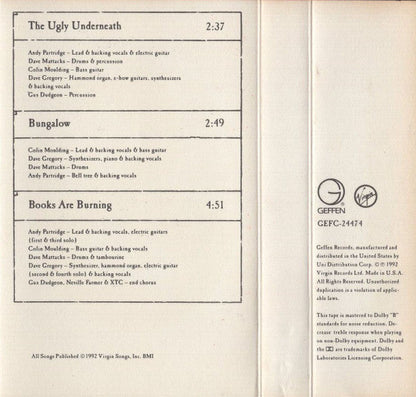 The Ugly Underneath 2:37
Andy Partridge – Lead & backing vocals & electric guitar
Dave Mattacks – Drums & percussion
Colin Moulding – Bass guitar
Dave Gregory – Hammond organ, e-bow guitars, synthesizers
& backing vocals
Gus Dudgeon – Percussion
Bungalow 2:49
Colin Moulding – Lead & backing vocals & bass guitar
Dave Gregory – Synthesizers, piano & backing vocals
Dave Mattacks – Drums
Andy Partridge – Bell tree & backing vocals
Books Are Burning 4:51
Andy Partridge – Lead & backing vocals, electric guitars
(first & third solo)
Colin Moulding – Bass guitar & backing vocals
Dave Mattacks – Drums & tambourine
Dave Gregory – Synthesizer, hammond organ, electric guitar
(second & fourth solo) & backing vocals
Gus Dudgeon, Neville Farmer & XTC – end chorus
All Songs Published © 1992 Virgin Songs, Inc. BMI
G
GEFFEN®
Virgin
GEFC-24474
Geffen Records, manufactured and
distributed in the United States by
Uni Distribution Corp. © ℗ 1992
Virgin Records Ltd. Made in U.S.A.
All Rights Reserved. Unauthorized
duplication is a violation of applic-
able laws.
This tape is mastered to Dolby "B"
standards for noise reduction. De-
crease treble response when playing
on non-Dolby equipment. Dolby and
the are trademarks of Dolby
Laboratories Licensing Corporation.